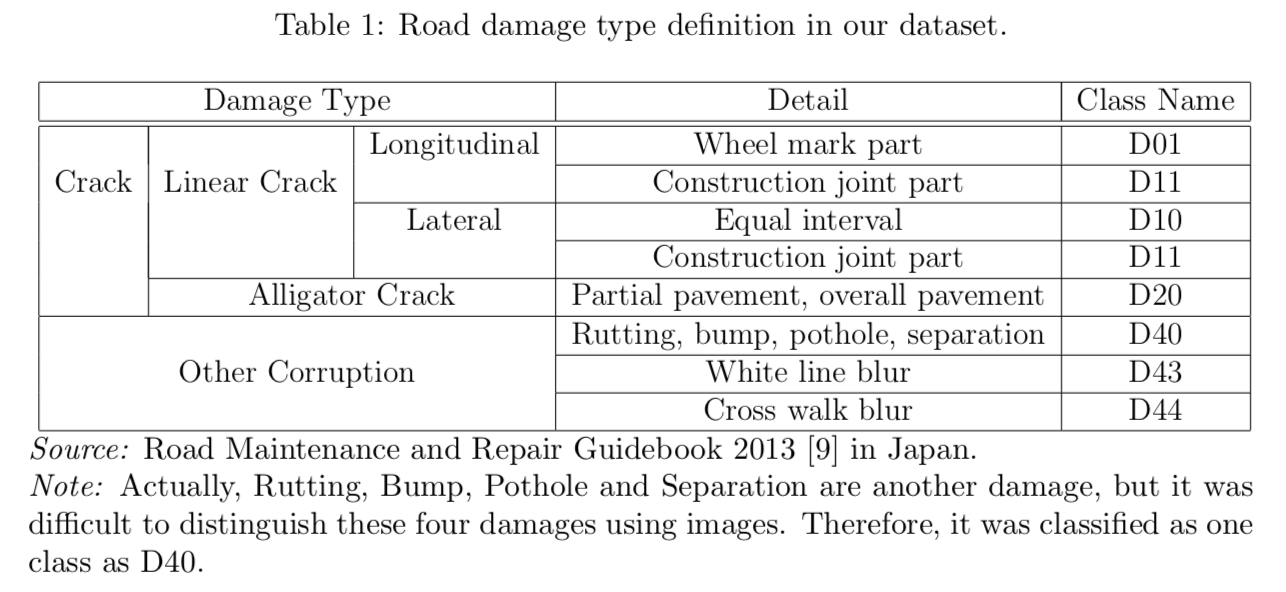 Table 1: Road damage type definition in our dataset.
Damage Type Detail Class Name
Longitudinal Wheel mark part D01
Crack Linear Crack Construction joint part D11
Lateral Equal interval D10
Construction joint part D11
Alligator Crack Partial pavement, overall pavement D20
Rutting, bump, pothole, separation D40
Other Corruption White line blur D43
Cross walk blur D44
Source: Road Maintenance and Repair Guidebook 2013 [9] in Japan.
Note: Actually, Rutting, Bump, Pothole and Separation are another damage, but it was
difficult to distinguish these four damages using images. Therefore, it was classified as one
class as D40.